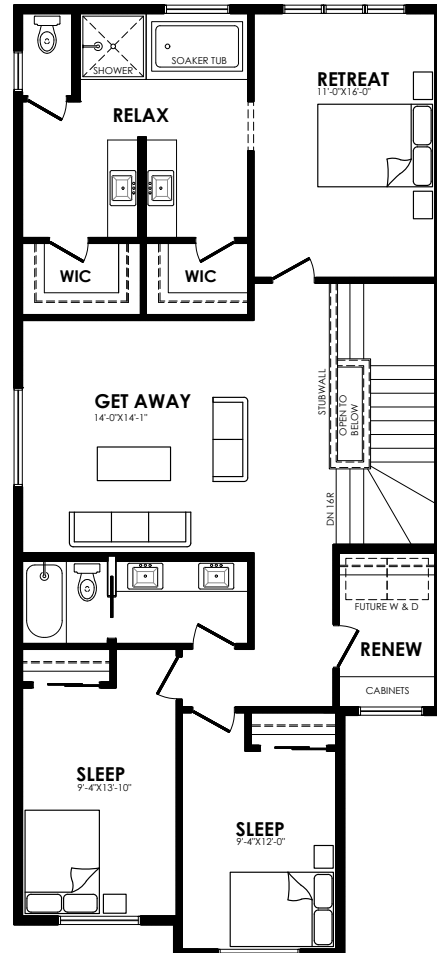 SHOWER
SOAKER TUB
RETREAT
11'-0"X16'-0"
RELAX
WIC
WIC
GET AWAY
14'-0"X14'-1"
STUBWALL
OPEN TO
BELOW
DN 16R
FUTURE W & D
RENEW
CABINETS
SLEEP
9'-4"X13'-10"
SLEEP
9'-4"X12'-0"